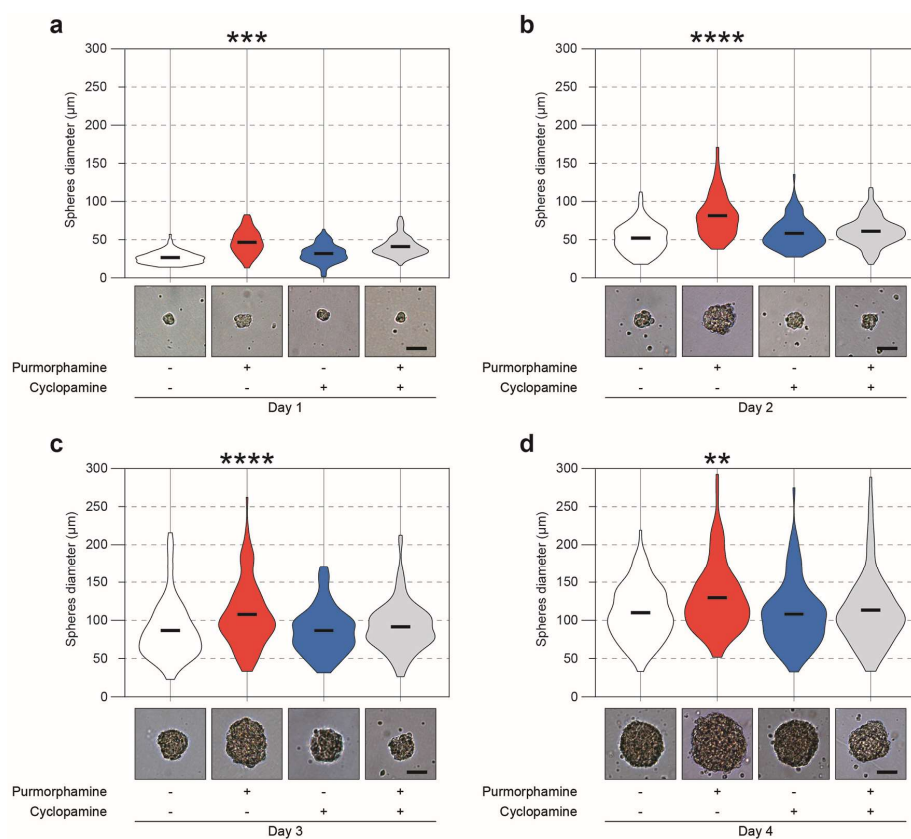 a
***
300
250
200
150
100
50
0
Spheres diameter (µm)
Purmorphamine - + - +
Cyclopamine - - + +
Day 1
b
****
300
250
200
150
100
50
0
Spheres diameter (µm)
Purmorphamine - + - +
Cyclopamine - - + +
Day 2
c
****
300
250
200
150
100
50
0
Spheres diameter (µm)
Purmorphamine - + - +
Cyclopamine - - + +
Day 3
d
**
300
250
200
150
100
50
0
Spheres diameter (µm)
Purmorphamine - + - +
Cyclopamine - - + +
Day 4